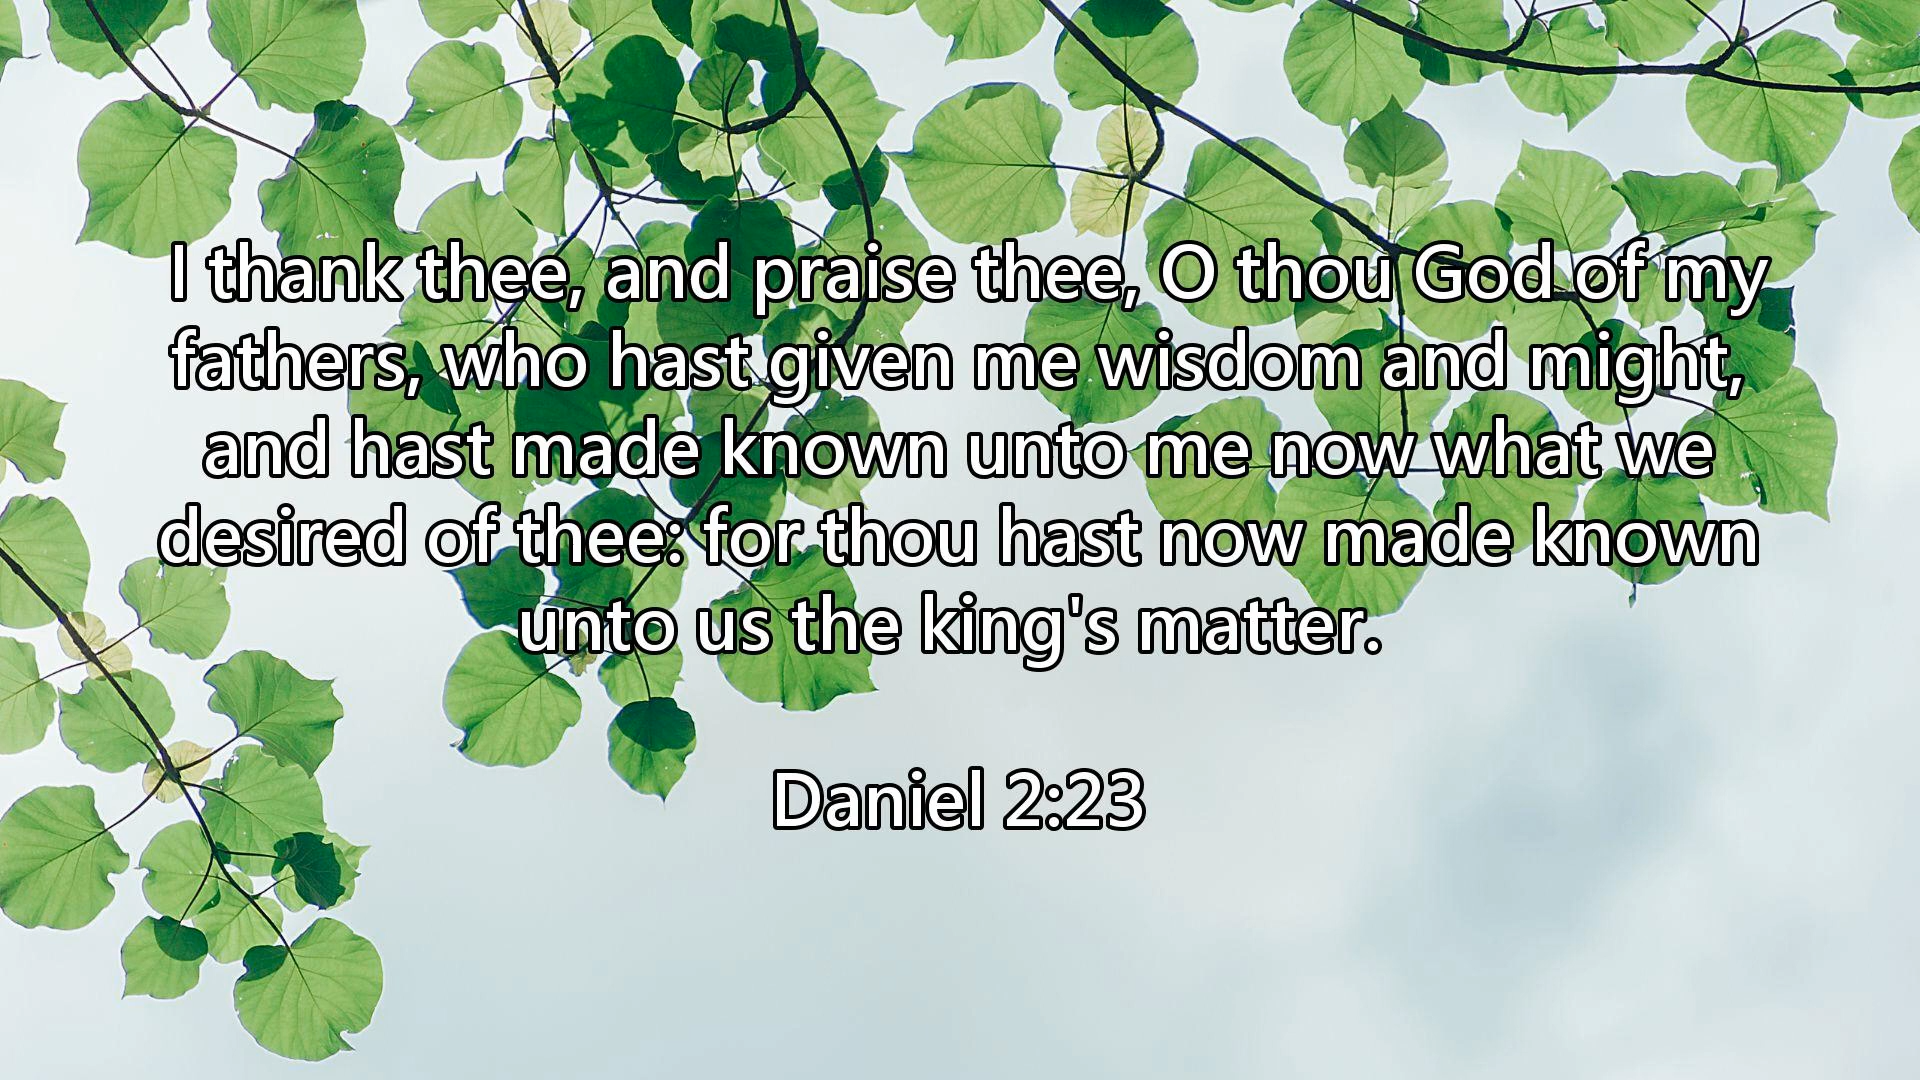 I thank thee, and praise thee, O thou God of my
fathers, who hast given me wisdom and might,
and hast made known unto me now what we
desired of thee: for thou hast now made known
unto us the king's matter.
Daniel 2:23